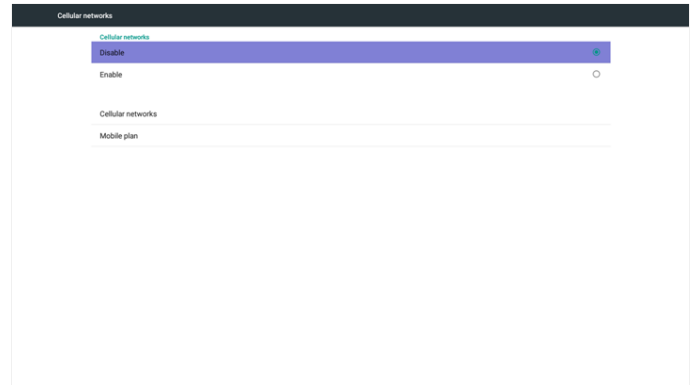 Cellular networks
Cellular networks
Disable
Enable
Cellular networks
Mobile plan